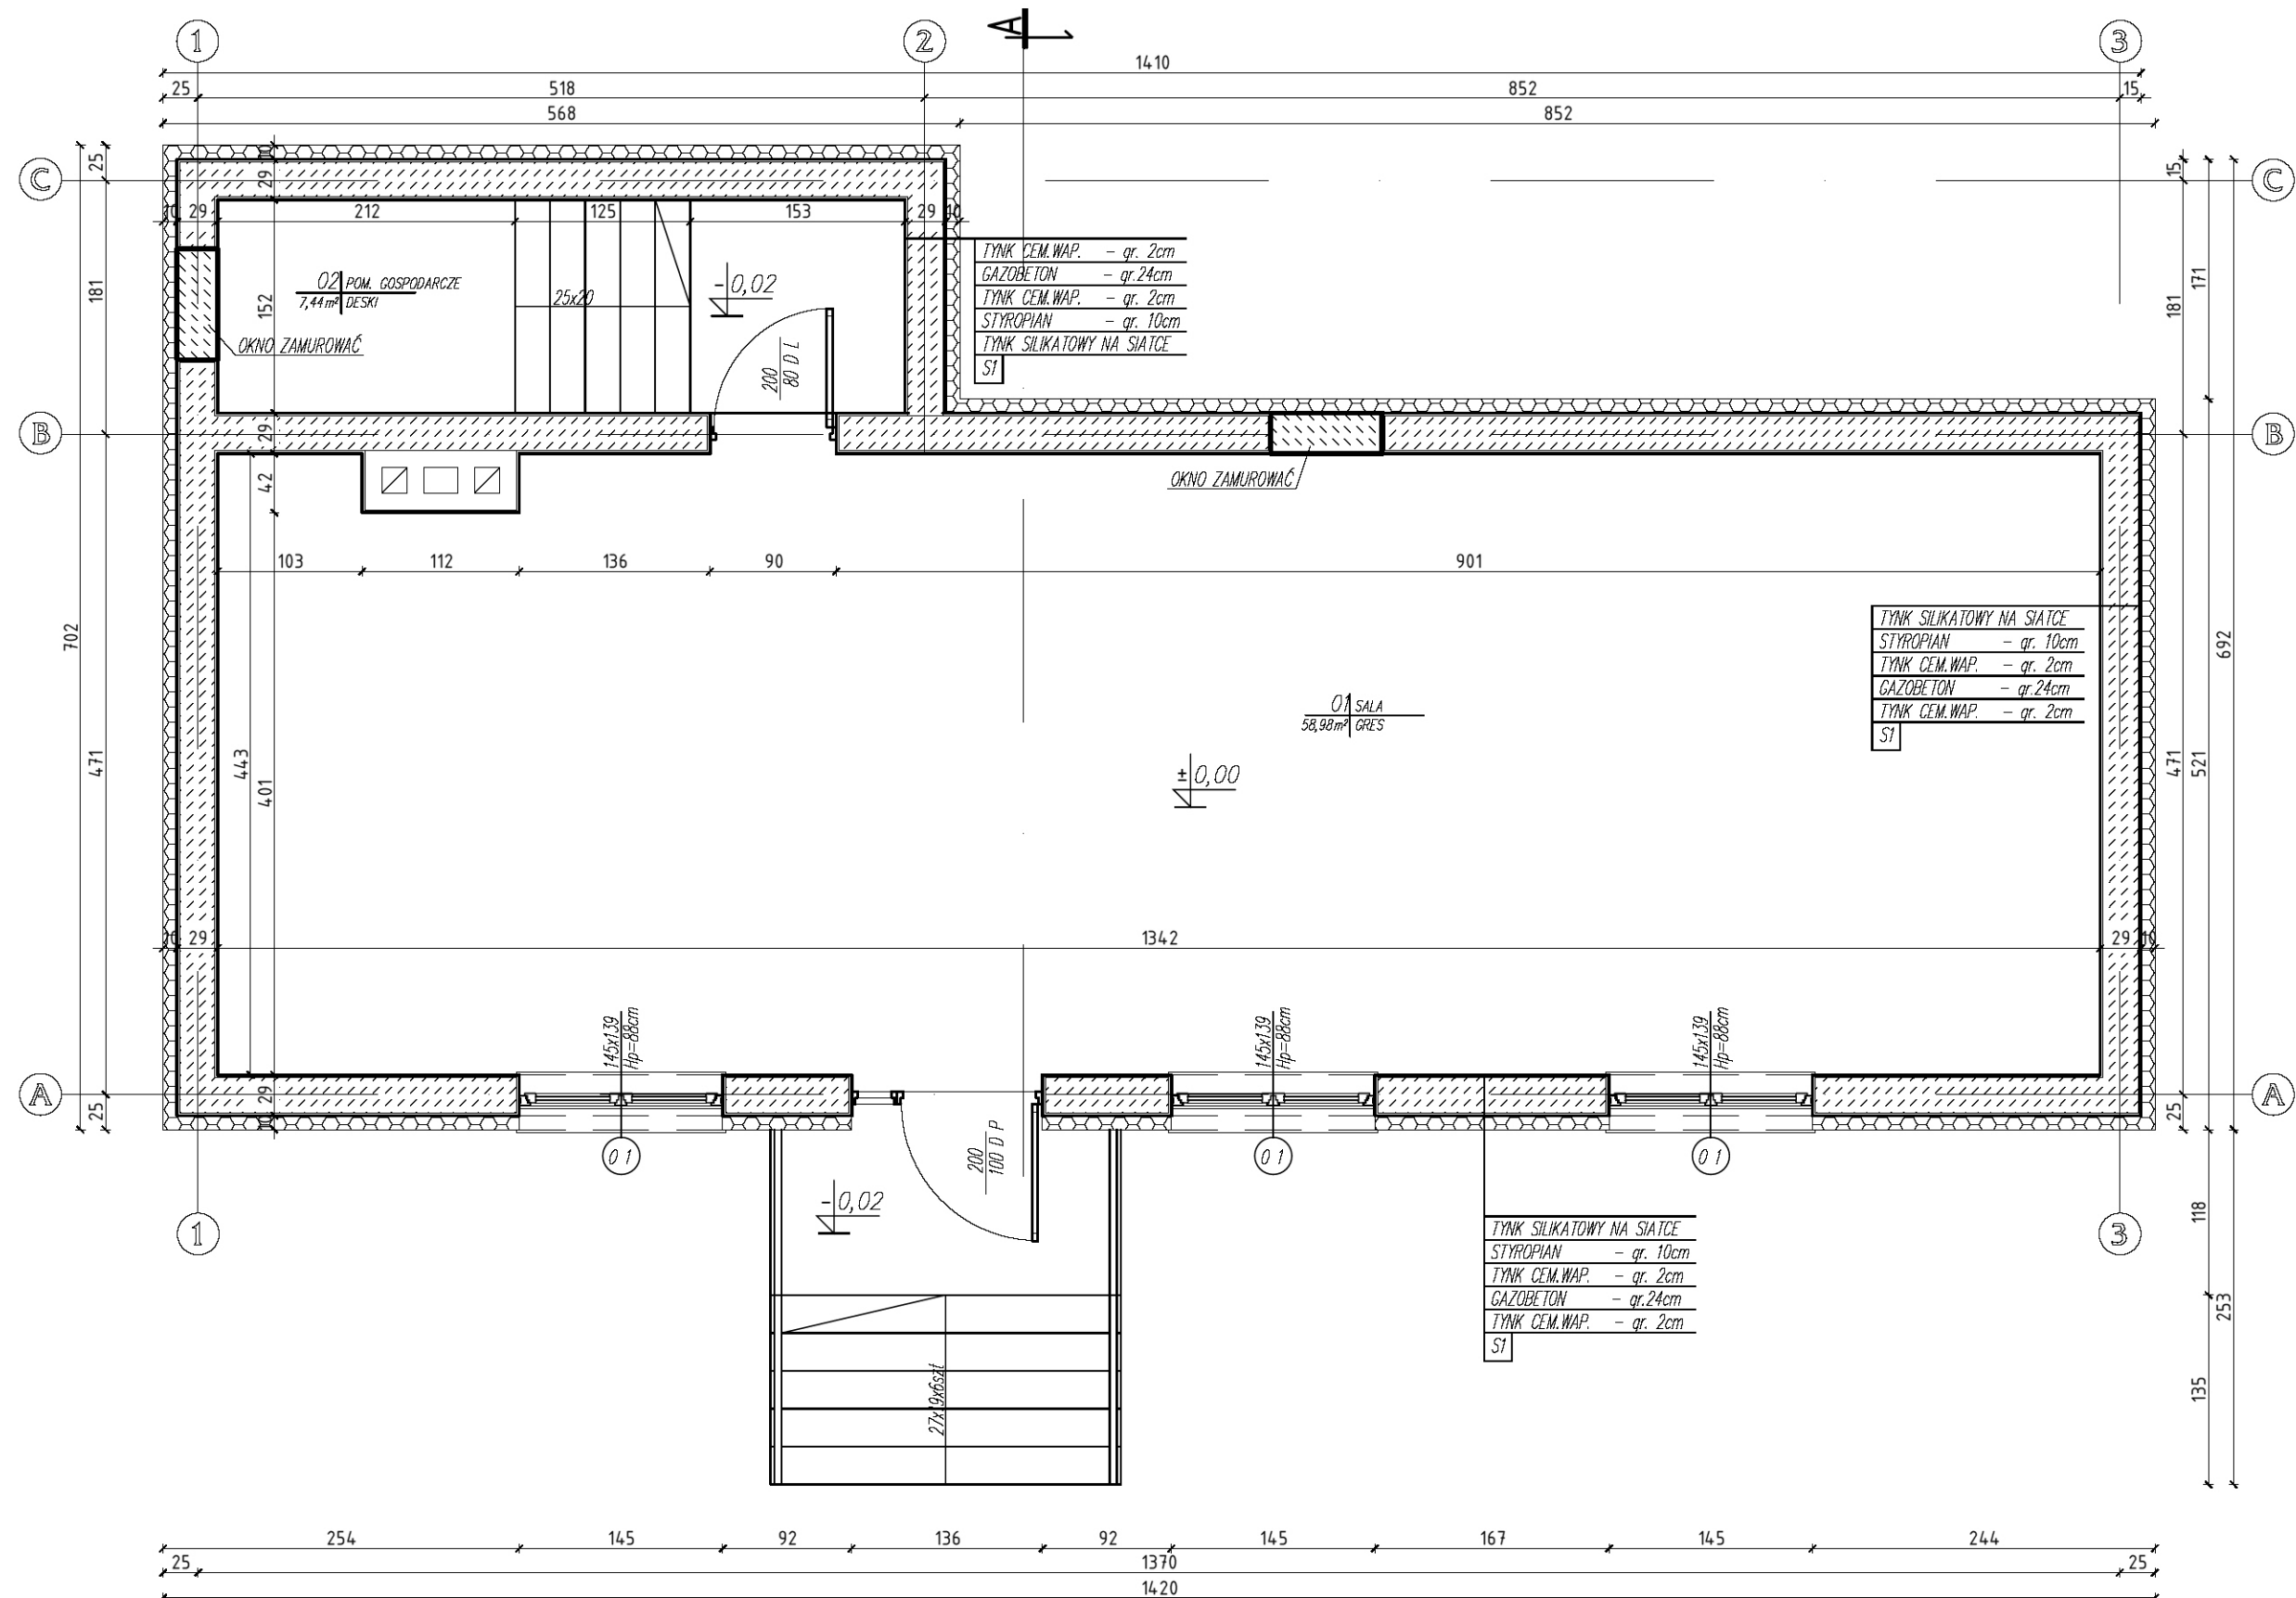 1
2
A
3
1410
25
518
852
15
568
852
C
25
29
10
29
212
125
153
29
10
15
C
181
152
02 POM. GOSPODARCZE
7,44m² DESKI
25x20
-0,02
200
80 D L
OKNO ZAMUROWAĆ
TYNK CEM.WAP. - gr. 2cm
GAZOBETON - gr.24cm
TYNK CEM.WAP. - gr. 2cm
STYROPIAN - gr. 10cm
TYNK SILIKATOWY NA SIATCE
S1
181
171
B
29
42
OKNO ZAMUROWAĆ
B
103
112
136
90
901
702
471
443
401
01 SALA
58,98m² GRES
±0,00
TYNK SILIKATOWY NA SIATCE
STYROPIAN - gr. 10cm
TYNK CEM.WAP. - gr. 2cm
GAZOBETON - gr.24cm
TYNK CEM.WAP. - gr. 2cm
S1
471
521
692
10
29
1342
29
10
145x139
Hp=88cm
145x139
Hp=88cm
145x139
Hp=88cm
A
25
29
25
A
01
01
01
200
100 D P
-0,02
1
3
118
253
135
TYNK SILIKATOWY NA SIATCE
STYROPIAN - gr. 10cm
TYNK CEM.WAP. - gr. 2cm
GAZOBETON - gr.24cm
TYNK CEM.WAP. - gr. 2cm
S1
27x19x6szt
254
145
92
136
92
145
167
145
244
25
1370
25
1420